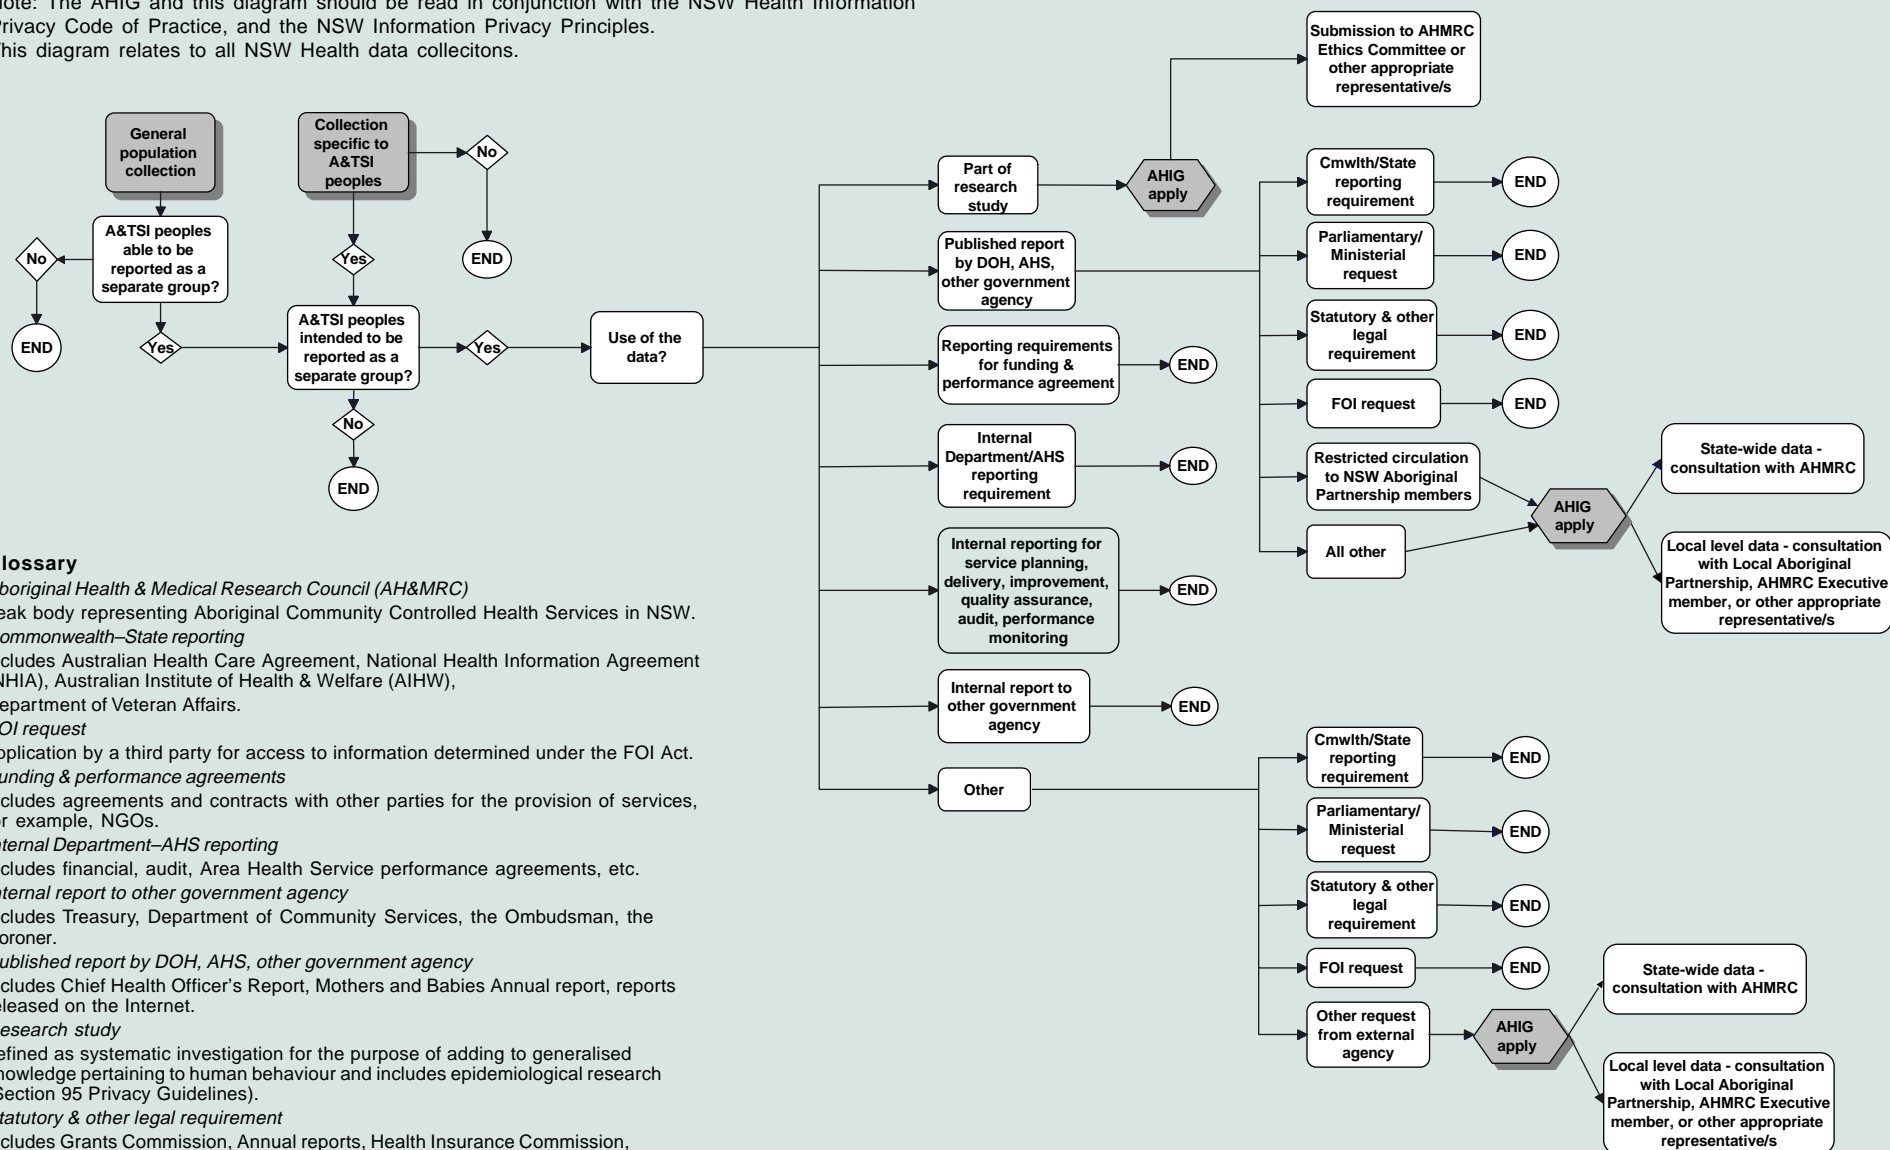 Note: The AHIG and this diagram should be read in conjunction with the NSW Health Information
Privacy Code of Practice, and the NSW Information Privacy Principles.
This diagram relates to all NSW Health data collecitons.
General
population
collection
Collection
specific to
A&TSI
peoples
No
END
A&TSI peoples
able to be
reported as a
separate group?
No
END
Yes
Yes
A&TSI peoples
intended to be
reported as a
separate group?
No
END
Yes
Use of the
data?
Part of
research
study
AHIG
apply
Submission to AHMRC
Ethics Committee or
other appropriate
representative/s
Published report
by DOH, AHS,
other government
agency
Cmwlth/State
reporting
requirement
END
Parliamentary/
Ministerial
request
END
Statutory & other
legal
requirement
END
FOI request
END
Restricted circulation
to NSW Aboriginal
Partnership members
All other
AHIG
apply
State-wide data -
consultation with AHMRC
Local level data - consultation
with Local Aboriginal
Partnership, AHMRC Executive
member, or other appropriate
representative/s
Reporting requirements
for funding &
performance agreement
END
Internal
Department/AHS
reporting
requirement
END
Internal reporting for
service planning,
delivery, improvement,
quality assurance,
audit, performance
monitoring
END
Internal report to
other government
agency
END
Other
Cmwlth/State
reporting
requirement
END
Parliamentary/
Ministerial
request
END
Statutory & other
legal
requirement
END
FOI request
END
Other request
from external
agency
AHIG
apply
State-wide data -
consultation with AHMRC
Local level data - consultation
with Local Aboriginal
Partnership, AHMRC Executive
member, or other appropriate
representative/s
lossary
boriginal Health & Medical Research Council (AH&MRC)
eak body representing Aboriginal Community Controlled Health Services in NSW.
ommonwealth–State reporting
cludes Australian Health Care Agreement, National Health Information Agreement
NHIA), Australian Institute of Health & Welfare (AIHW),
epartment of Veteran Affairs.
OI request
pplication by a third party for access to information determined under the FOI Act.
unding & performance agreements
cludes agreements and contracts with other parties for the provision of services,
or example, NGOs.
nternal Department–AHS reporting
cludes financial, audit, Area Health Service performance agreements, etc.
nternal report to other government agency
cludes Treasury, Department of Community Services, the Ombudsman, the
oroner.
ublished report by DOH, AHS, other government agency
cludes Chief Health Officer's Report, Mothers and Babies Annual report, reports
eleased on the Internet.
esearch study
efined as systematic investigation for the purpose of adding to generalised
nowledge pertaining to human behaviour and includes epidemiological research
Section 95 Privacy Guidelines).
tatutory & other legal requirement
cludes Grants Commission, Annual reports, Health Insurance Commission,